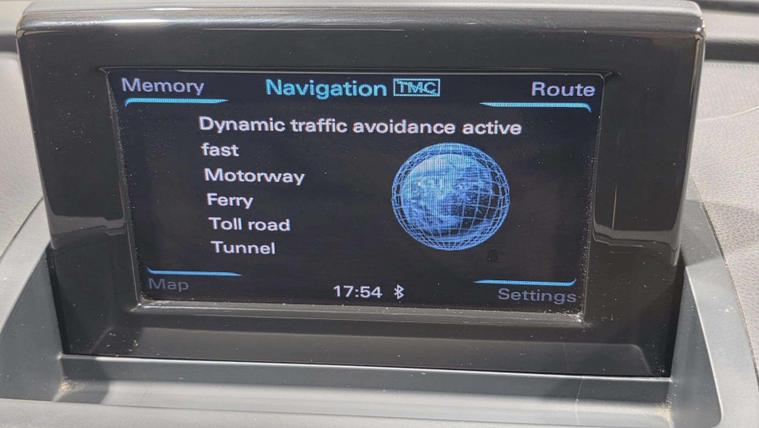 Memory
Navigation TMC
Route
Dynamic traffic avoidance active
fast
Motorway
Ferry
Toll road
Tunnel
Map
17:54
Settings